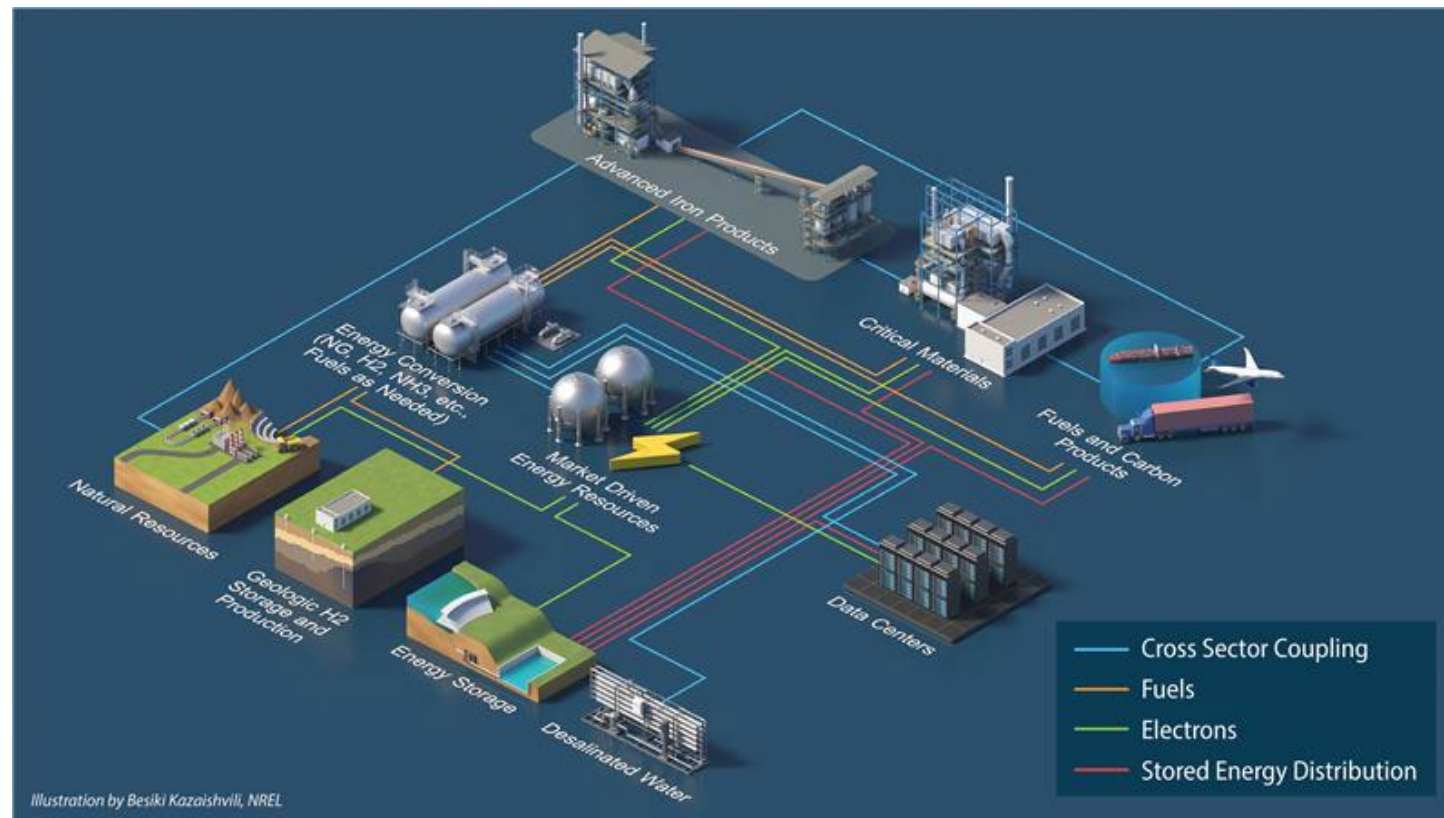 Advanced Iron Products
Critical Materials
Fuels and Carbon
Products
Energy Conversion
(NG, H2, NH3, etc.,
Fuels as Needed)
Market Driven
Energy Resources
Natural Resources
Geologic H2
Storage and
Production
Energy Storage
Desalinated Water
Data Centers
Cross Sector Coupling
Fuels
Electrons
Stored Energy Distribution
Illustration by Besiki Kazaishvili, NREL